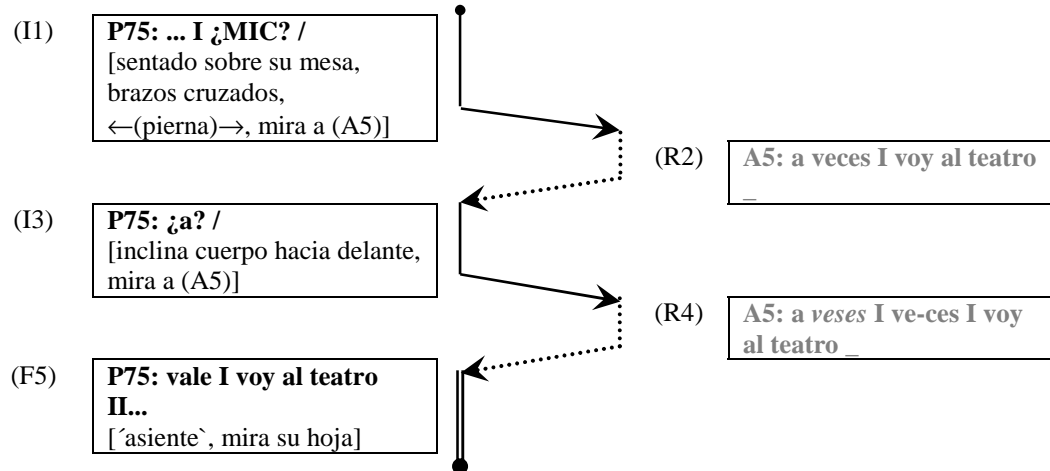 (I1)
P75: ... I ¿MIC? /
[sentado sobre su mesa,
brazos cruzados,
←(pierna)→, mira a (A5)]
(R2)
A5: a veces I voy al teatro
_
(I3)
P75: ¿a? /
[inclina cuerpo hacia delante,
mira a (A5)]
(R4)
A5: a veses I ve-ces I voy
al teatro _
(F5)
P75: vale I voy al teatro
II...
[´asiente`, mira su hoja]